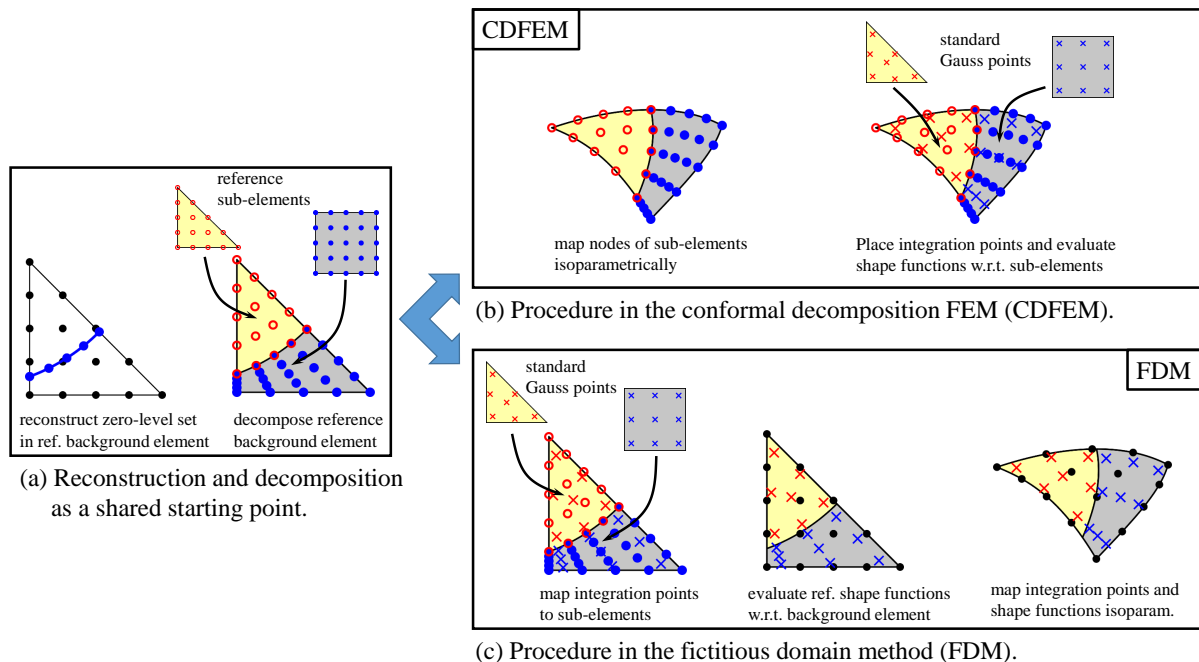 reference
sub-elements
reconstruct zero-level set
in ref. background element
decompose reference
background element
(a) Reconstruction and decomposition
as a shared starting point.
CDFEM
standard
Gauss points
map nodes of sub-elements
isoparametrically
Place integration points and evaluate
shape functions w.r.t. sub-elements
(b) Procedure in the conformal decomposition FEM (CDFEM).
FDM
standard
Gauss points
map integration points
to sub-elements
evaluate ref. shape functions
w.r.t. background element
map integration points and
shape functions isoparam.
(c) Procedure in the fictitious domain method (FDM).